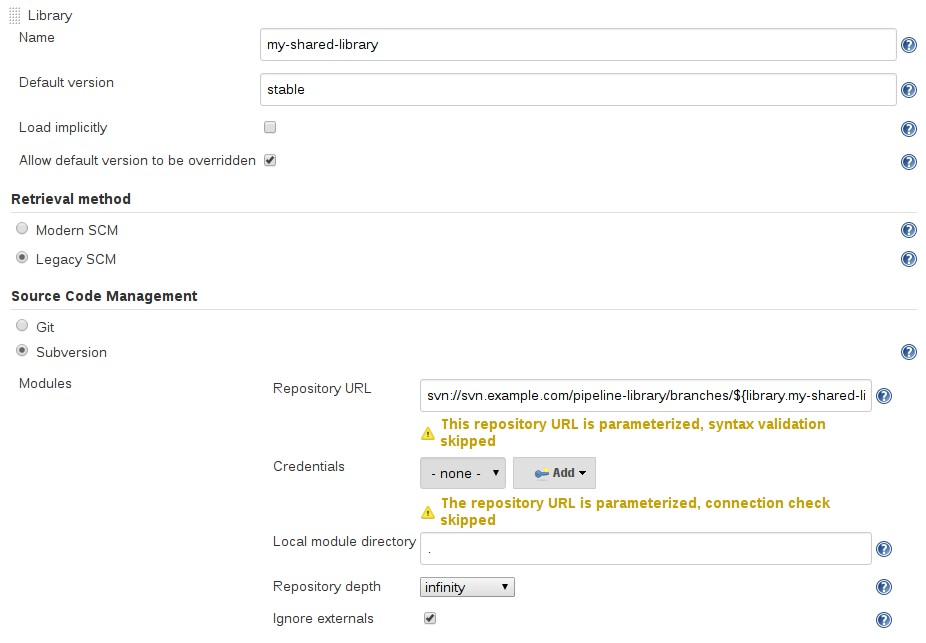 Library
Name
my-shared-library
Default version
stable
Load implicitly
Allow default version to be overridden
Retrieval method
Modern SCM
Legacy SCM
Source Code Management
Git
Subversion
Modules
Repository URL
svn://svn.example.com/pipeline-library/branches/${library.my-shared-li
This repository URL is parameterized, syntax validation
skipped
Credentials
- none -
Add
The repository URL is parameterized, connection check
skipped
Local module directory
.
Repository depth
infinity
Ignore externals